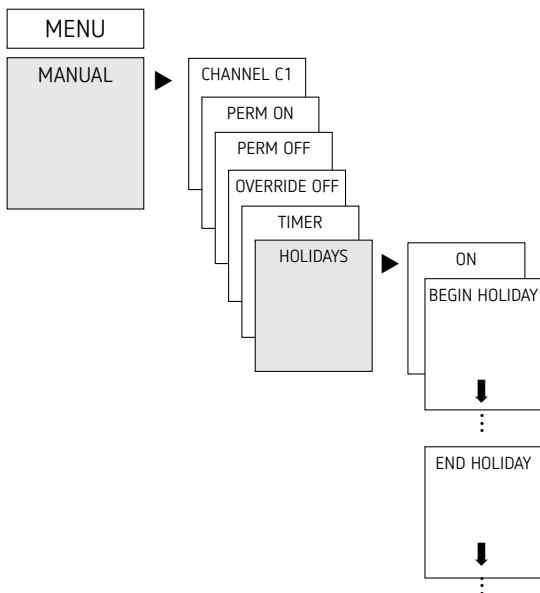 MENU
MANUAL
CHANNEL C1
PERM ON
PERM OFF
OVERRIDE OFF
TIMER
HOLIDAYS
ON
BEGIN HOLIDAY
END HOLIDAY